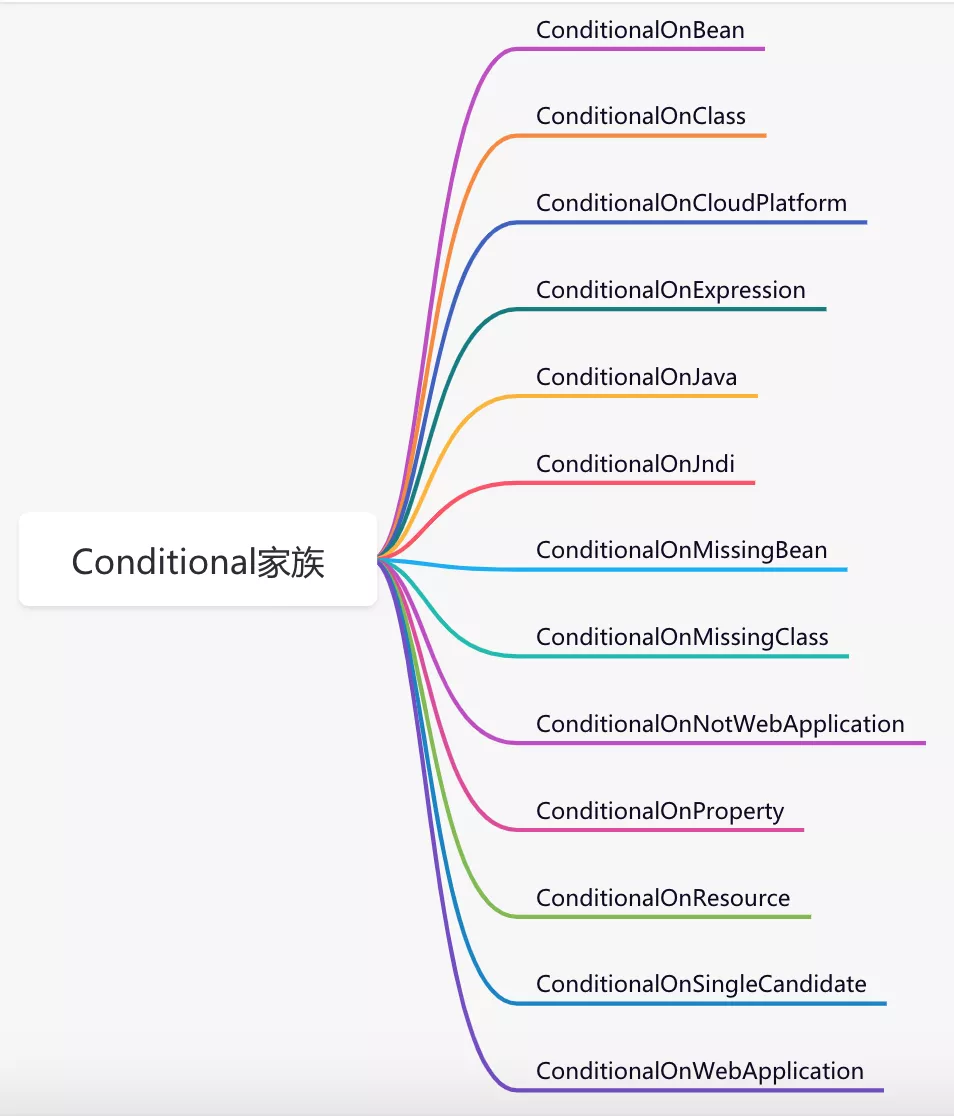 ConditionalOnBean
ConditionalOnClass
ConditionalOnCloudPlatform
ConditionalOnExpression
ConditionalOnJava
ConditionalOnJndi
Conditional家族
ConditionalOnMissingBean
ConditionalOnMissingClass
ConditionalOnNotWebApplication
ConditionalOnProperty
ConditionalOnResource
ConditionalOnSingleCandidate
ConditionalOnWebApplication